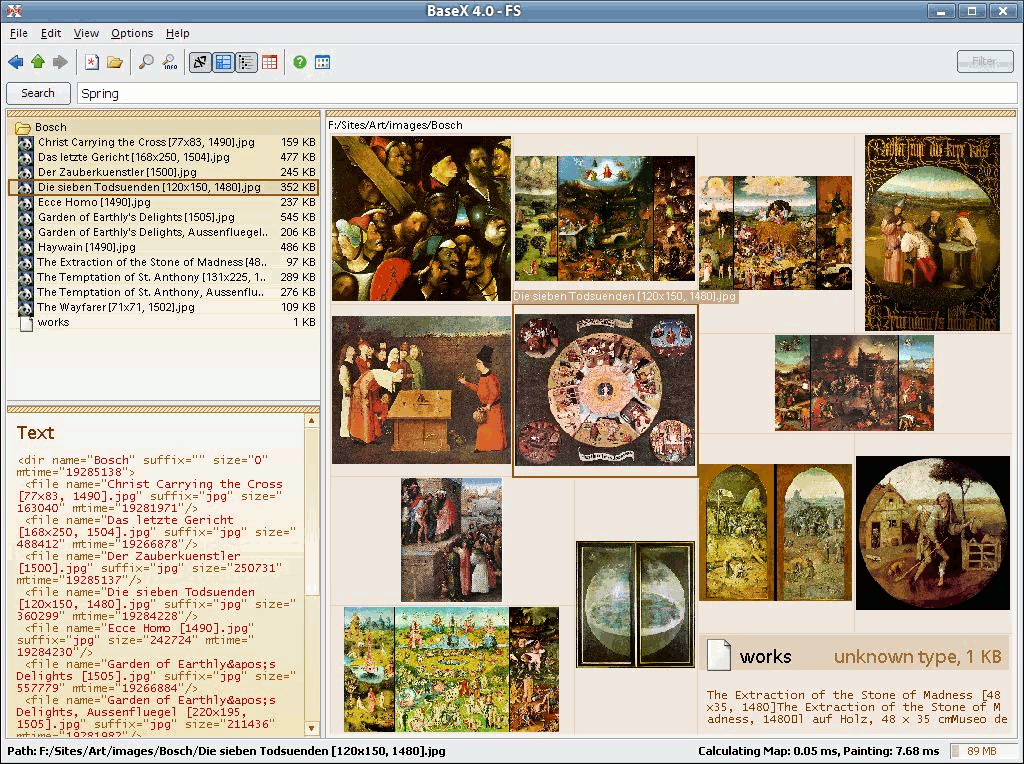 BaseX 4.0 - FS
File Edit View Options Help
Filter
Search Spring
Bosch
Christ Carrying the Cross [77x83, 1490].jpg 159 KB
Das letzte Gericht [168x250, 1504].jpg 477 KB
Der Zauberkuenstler [1500].jpg 245 KB
Die sieben Todsuenden [120x150, 1480].jpg 352 KB
Ecce Homo [1490].jpg 237 KB
Garden of Earthly's Delights [1505].jpg 545 KB
Garden of Earthly's Delights, Aussenfluegel.. 206 KB
Haywain [1490].jpg 486 KB
The Extraction of the Stone of Madness [48.. 97 KB
The Temptation of St. Anthony [131x225, 1.. 289 KB
The Temptation of St. Anthony, Aussenflu.. 276 KB
The Wayfarer [71x71, 1502].jpg 109 KB
works 1 KB
Text
<dir name="Bosch" suffix="" size="0"
mtime="19285138">
<file name="Christ Carrying the Cross
[77x83, 1490].jpg" suffix="jpg" size="
163040" mtime="19281971"/>
<file name="Das letzte Gericht
[168x250, 1504].jpg" suffix="jpg" size="
488412" mtime="19266878"/>
<file name="Der Zauberkuenstler
[1500].jpg" suffix="jpg" size="250731"
mtime="19285137"/>
<file name="Die sieben Todsuenden
[120x150, 1480].jpg" suffix="jpg" size="
360299" mtime="19284228"/>
<file name="Ecce Homo [1490].jpg"
suffix="jpg" size="242724" mtime="
19284230"/>
<file name="Garden of Earthly&apos;s
Delights [1505].jpg" suffix="jpg" size="
557779" mtime="19266884"/>
<file name="Garden of Earthly&apos;s
Delights, Aussenfluegel [220x195,
1505].jpg" suffix="jpg" size="211436"
mtime="19281982"/>
F:/Sites/Art/images/Bosch
Die sieben Todsuenden [120x150, 1480].jpg
works unknown type, 1 KB
The Extraction of the Stone of Madness [48
x35, 1480]The Extraction of the Stone of M
adness, 1480 l auf Holz, 48 x 35 cmMuseo de
Path: F:/Sites/Art/images/Bosch/Die sieben Todsuenden [120x150, 1480].jpg
Calculating Map: 0.05 ms, Painting: 7.68 ms 89 MB